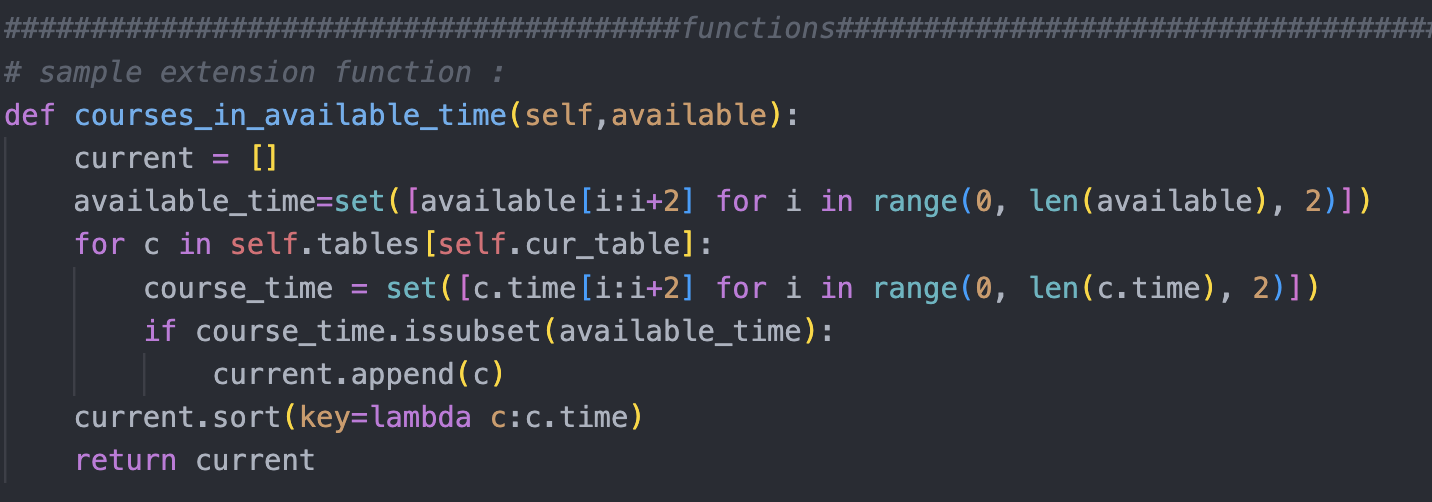 #######################################functions##################################
# sample extension function :
def courses_in_available_time(self,available):
    current = []
    available_time=set([available[i:i+2] for i in range(0, len(available), 2)])
    for c in self.tables[self.cur_table]:
        course_time = set([c.time[i:i+2] for i in range(0, len(c.time), 2)])
        if course_time.issubset(available_time):
            current.append(c)
    current.sort(key=lambda c:c.time)
    return current